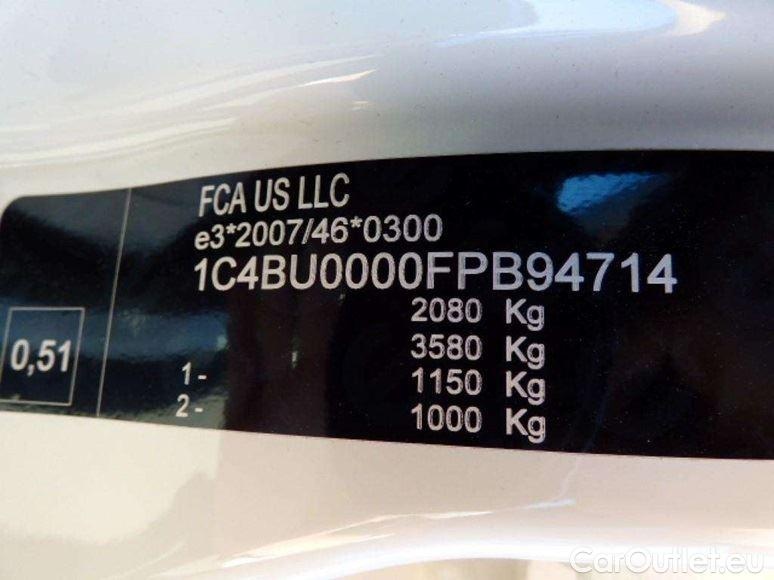 FCA US LLC
e3*2007/46*0300
1C4BU0000FPB94714
2080 Kg
3580 Kg
1- 1150 Kg
2- 1000 Kg
0,51
CarOutlet.eu